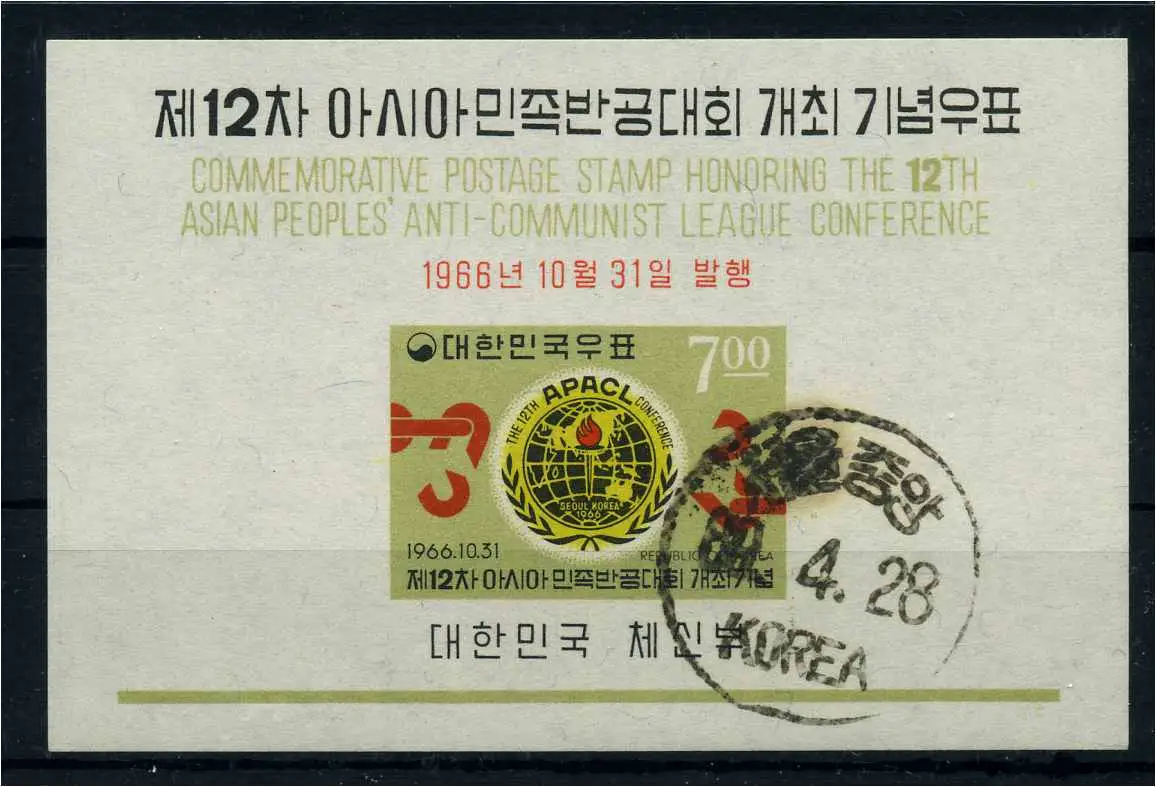 제12차 아시아민족반공대회 개최 기념우표
COMMEMORATIVE POSTAGE STAMP HONORING THE 12TH
ASIAN PEOPLES' ANTI-COMMUNIST LEAGUE CONFERENCE
1966년 10월 31일 발행
대한민국우표
7.00
THE 12TH APACL CONFERENCE
SEOUL KOREA
1966
1966.10.31
REPUBLIC OF KOREA
제12차 아시아민족반공대회 개최기념
대한민국 체신부
중앙
4. 28
KOREA